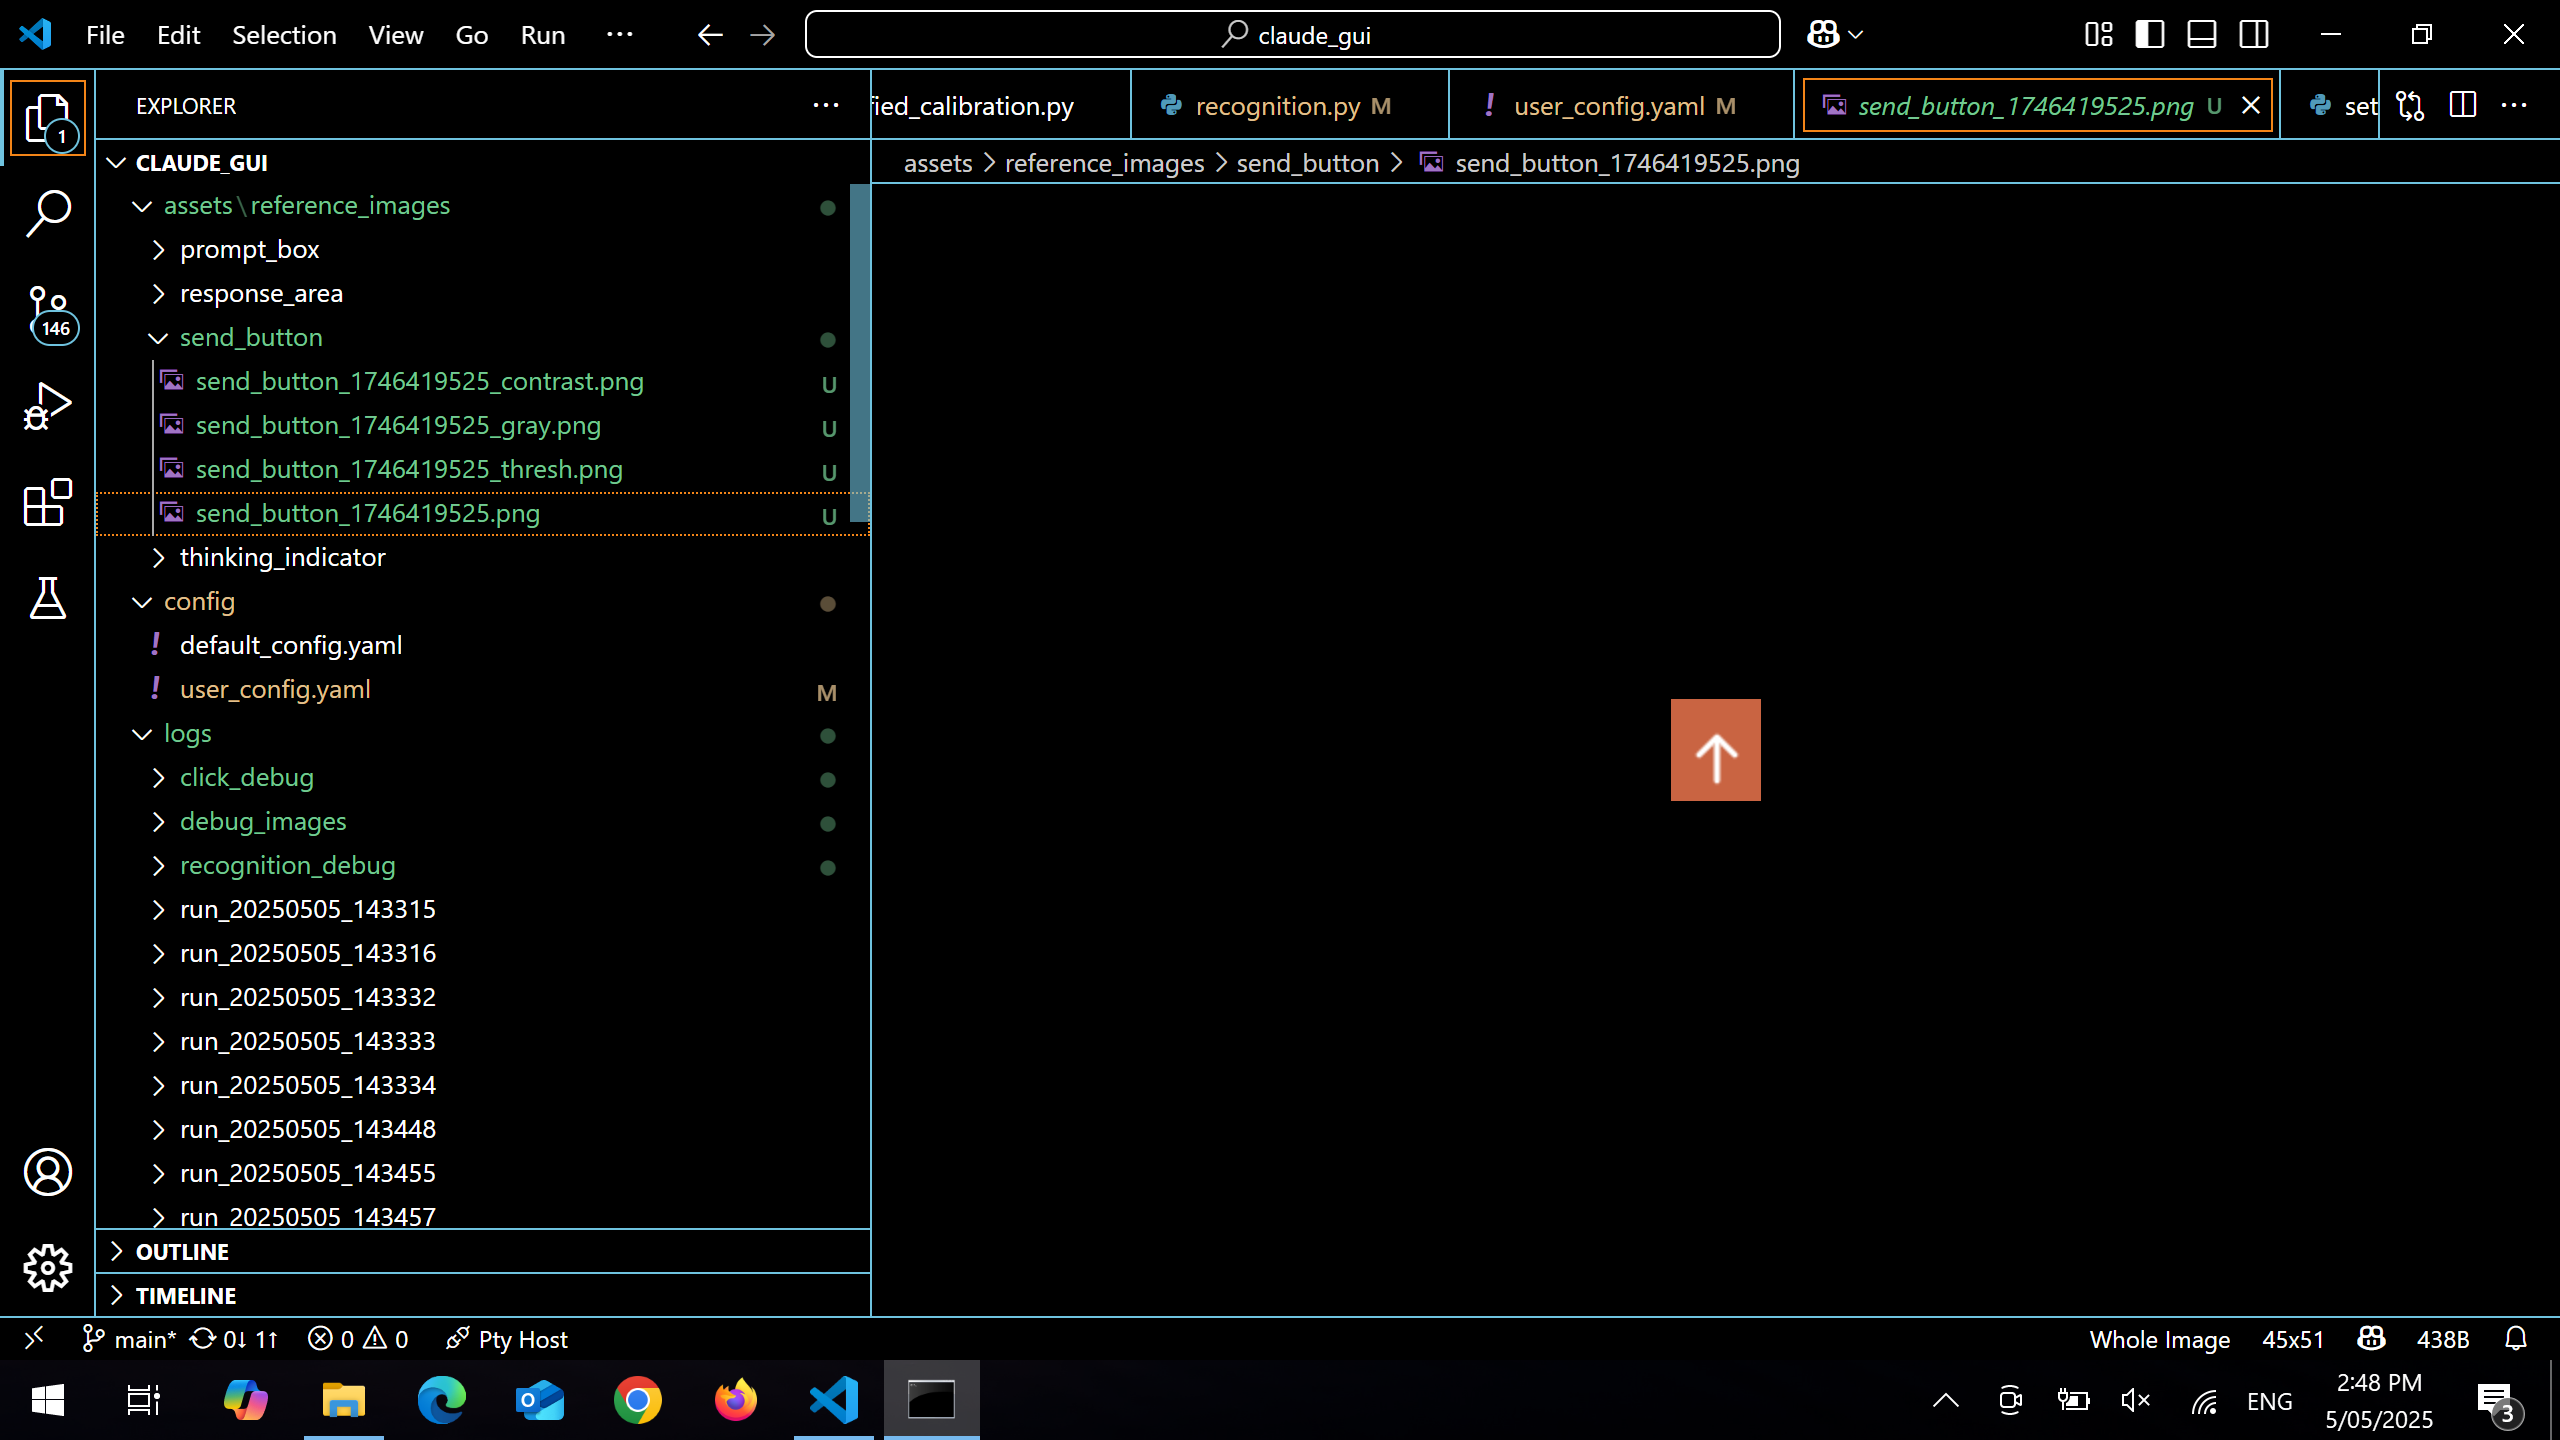 File Edit Selection View Go Run ···
claude_gui
EXPLORER
fied_calibration.py
recognition.py M
! user_config.yaml M
send_button_1746419525.png U
set
assets > reference_images > send_button > send_button_1746419525.png
CLAUDE_GUI
assets\reference_images
prompt_box
response_area
send_button
send_button_1746419525_contrast.png U
send_button_1746419525_gray.png U
send_button_1746419525_thresh.png U
send_button_1746419525.png U
thinking_indicator
config
! default_config.yaml
! user_config.yaml M
logs
click_debug
debug_images
recognition_debug
run_20250505_143315
run_20250505_143316
run_20250505_143332
run_20250505_143333
run_20250505_143334
run_20250505_143448
run_20250505_143455
run_20250505_143457
OUTLINE
TIMELINE
1
146
main* 0↓ 1↑ 0 0 Pty Host
Whole Image 45x51 438B
ENG
2:48 PM
5/05/2025
3